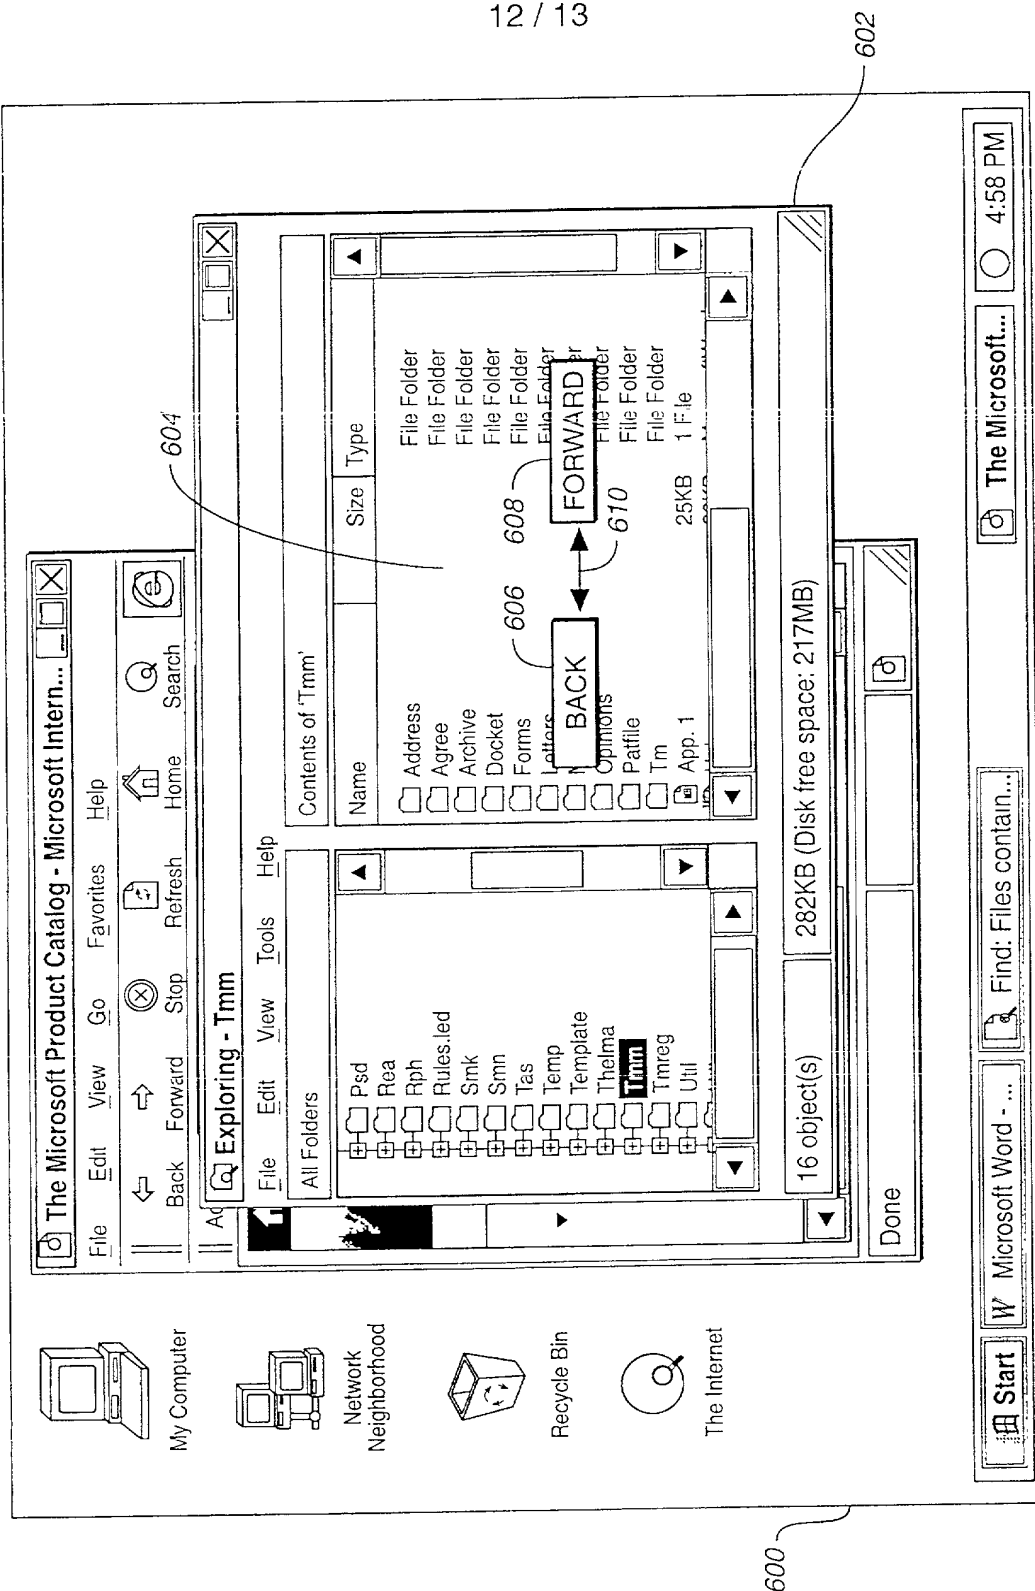 12 / 13
602
604
The Microsoft Product Catalog - Microsoft Intern...
File Edit View Go Favorites Help
Back Forward Stop Refresh Home Search
Exploring - Tmm
File Edit View Tools Help
All Folders
Contents of 'Tmm'
Name Size Type
Psd
Rea
Rph
Rules.led
Smk
Smn
Tas
Temp
Template
Thelma
Tmm
Tmreg
Util
Address File Folder
Agree File Folder
Archive File Folder
Docket File Folder
Forms File Folder
Letters File Folder
Opinions File Folder
Patfile File Folder
Tm File Folder
App. 1 25KB 1 File
606
608
BACK
FORWARD
610
16 object(s)
282KB (Disk free space: 217MB)
Done
My Computer
Network
Neighborhood
Recycle Bin
The Internet
Start
W Microsoft Word - ...
Find: Files contain...
The Microsoft...
4:58 PM
600